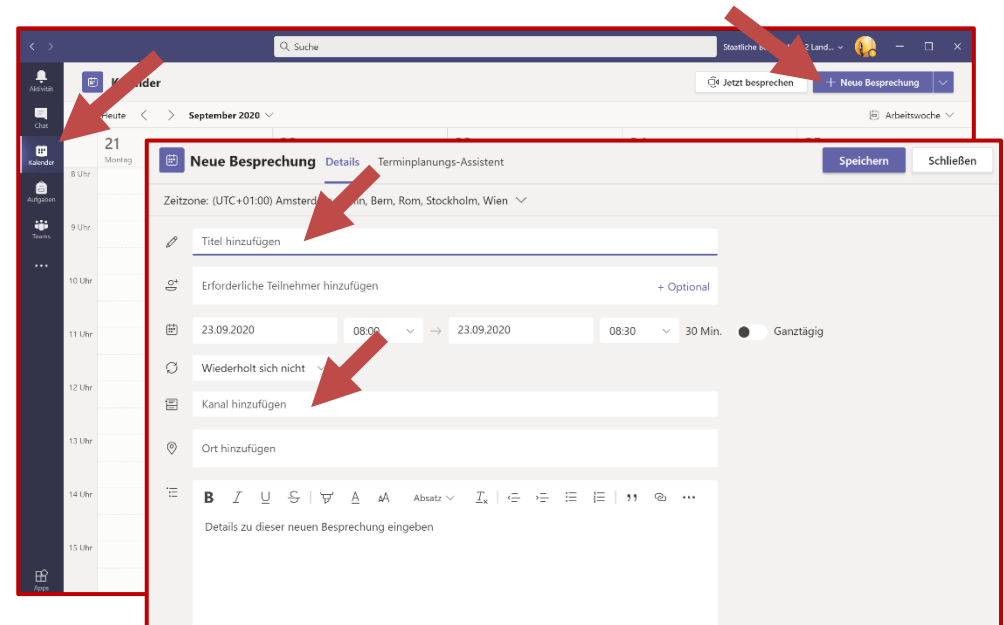 Suche
Staatliche B 2 Land...
Aktivität
Kalender
Jetzt besprechen
+ Neue Besprechung
Chat
Heute
September 2020
Arbeitswoche
Kalender
21
Montag
Neue Besprechung Details Terminplanungs-Assistent
Speichern
Schließen
8 Uhr
Aufgaben
Zeitzone: (UTC+01:00) Amsterdam, Bern, Rom, Stockholm, Wien
9 Uhr
Teams
Titel hinzufügen
10 Uhr
Erforderliche Teilnehmer hinzufügen
+ Optional
11 Uhr
23.09.2020 08:00 → 23.09.2020 08:30 30 Min. Ganztägig
Wiederholt sich nicht
12 Uhr
Kanal hinzufügen
13 Uhr
Ort hinzufügen
14 Uhr
B I U S A AA Absatz
Details zu dieser neuen Besprechung eingeben
15 Uhr
Apps